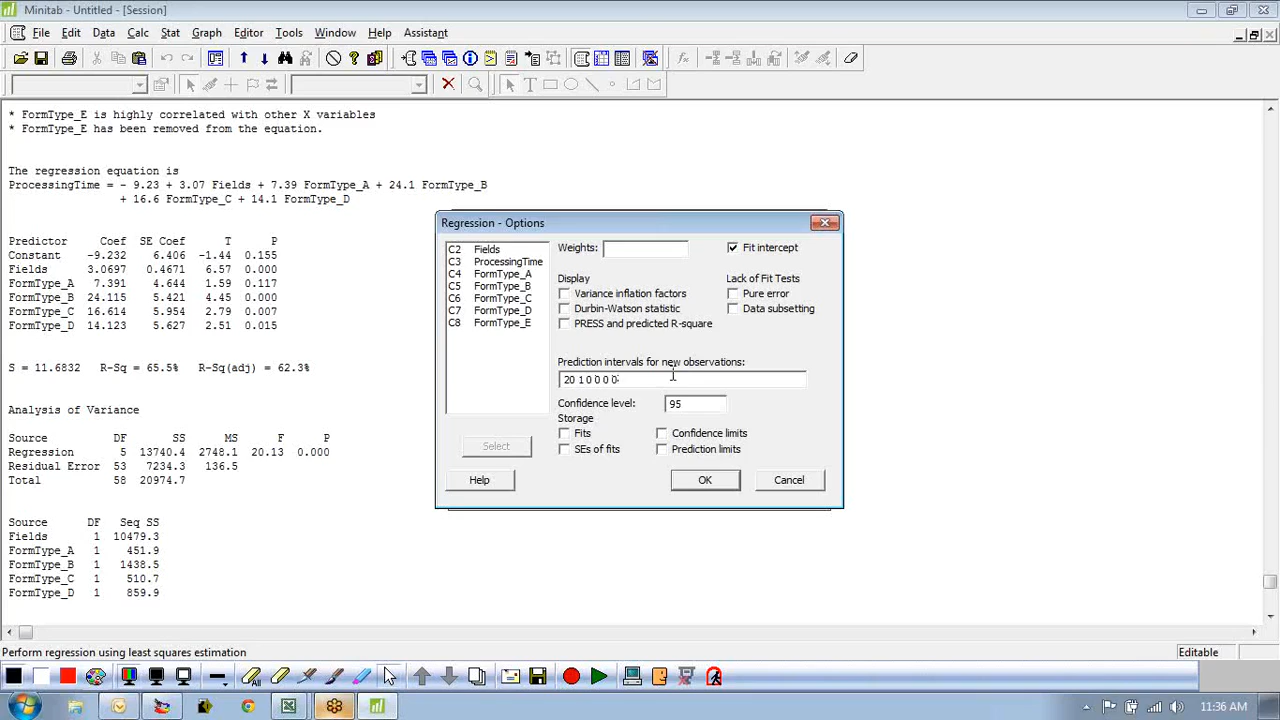 Minitab - Untitled - [Session]
File Edit Data Calc Stat Graph Editor Tools Window Help Assistant
* FormType_E is highly correlated with other X variables
* FormType_E has been removed from the equation.
The regression equation is
ProcessingTime = - 9.23 + 3.07 Fields + 7.39 FormType_A + 24.1 FormType_B
+ 16.6 FormType_C + 14.1 FormType_D
Predictor Coef SE Coef T P
Constant -9.232 6.406 -1.44 0.155
Fields 3.0697 0.4671 6.57 0.000
FormType_A 7.391 4.644 1.59 0.117
FormType_B 24.115 5.421 4.45 0.000
FormType_C 16.614 5.954 2.79 0.007
FormType_D 14.123 5.627 2.51 0.015
S = 11.6832 R-Sq = 65.5% R-Sq(adj) = 62.3%
Analysis of Variance
Source DF SS MS F P
Regression 5 13740.4 2748.1 20.13 0.000
Residual Error 53 7234.3 136.5
Total 58 20974.7
Source DF Seq SS
Fields 1 10479.3
FormType_A 1 451.9
FormType_B 1 1438.5
FormType_C 1 510.7
FormType_D 1 859.9
Regression - Options
C2 Fields
C3 ProcessingTime
C4 FormType_A
C5 FormType_B
C6 FormType_C
C7 FormType_D
C8 FormType_E
Select
Help
Weights:
Fit intercept
Display
Variance inflation factors
Durbin-Watson statistic
PRESS and predicted R-square
Lack of Fit Tests
Pure error
Data subsetting
Prediction intervals for new observations:
20 1 0 0 0 0
Confidence level: 95
Storage
Fits Confidence limits
SEs of fits Prediction limits
OK Cancel
Perform regression using least squares estimation
Editable
All
11:36 AM